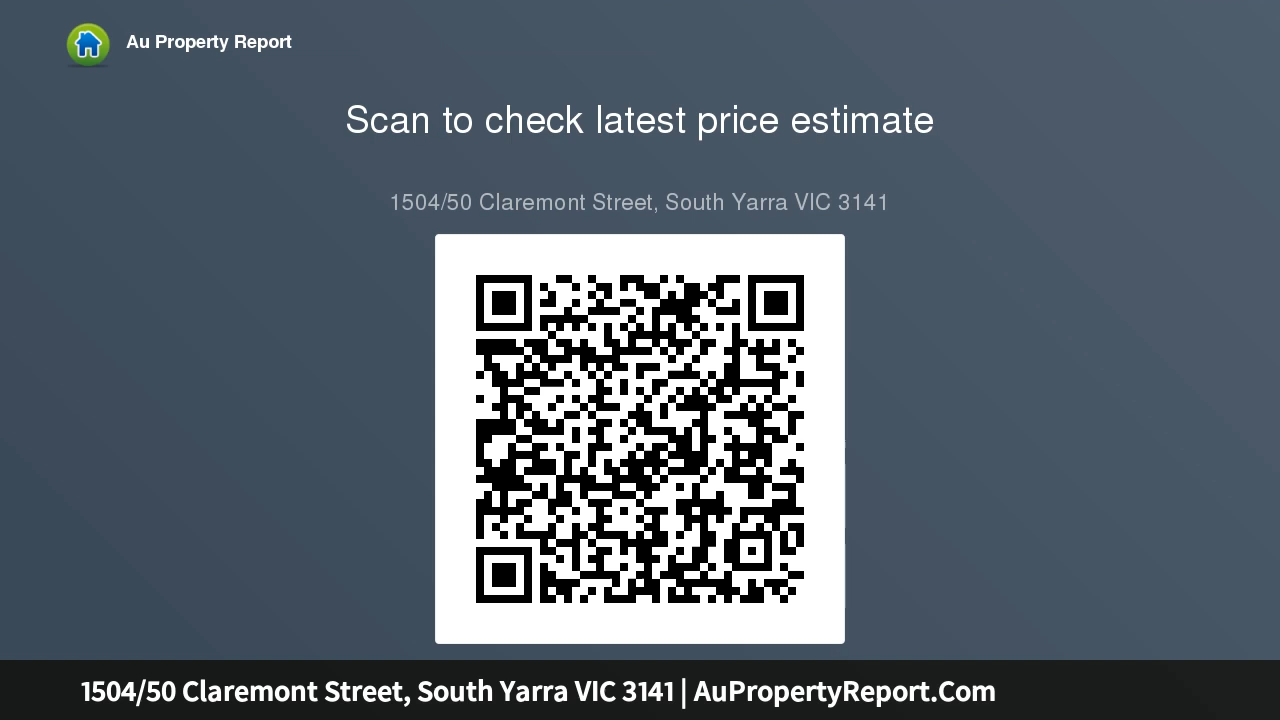 Au Property Report
Scan to check latest price estimate
1504/50 Claremont Street, South Yarra VIC 3141
1504/50 Claremont Street, South Yarra VIC 3141 | AuPropertyReport.Com